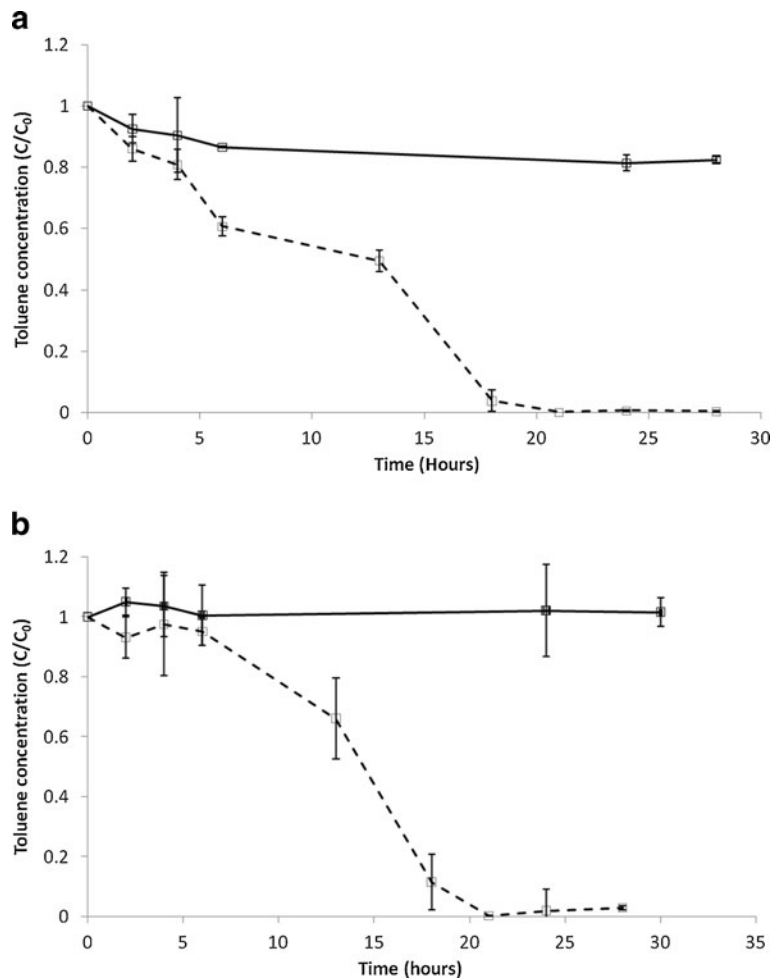 a
1.2
1
0.8
0.6
0.4
0.2
0
Toluene concentration (C/C₀)
0 5 10 15 20 25 30
Time (Hours)
b
1.2
1
0.8
0.6
0.4
0.2
0
Toluene concentration (C/C₀)
0 5 10 15 20 25 30 35
Time (hours)